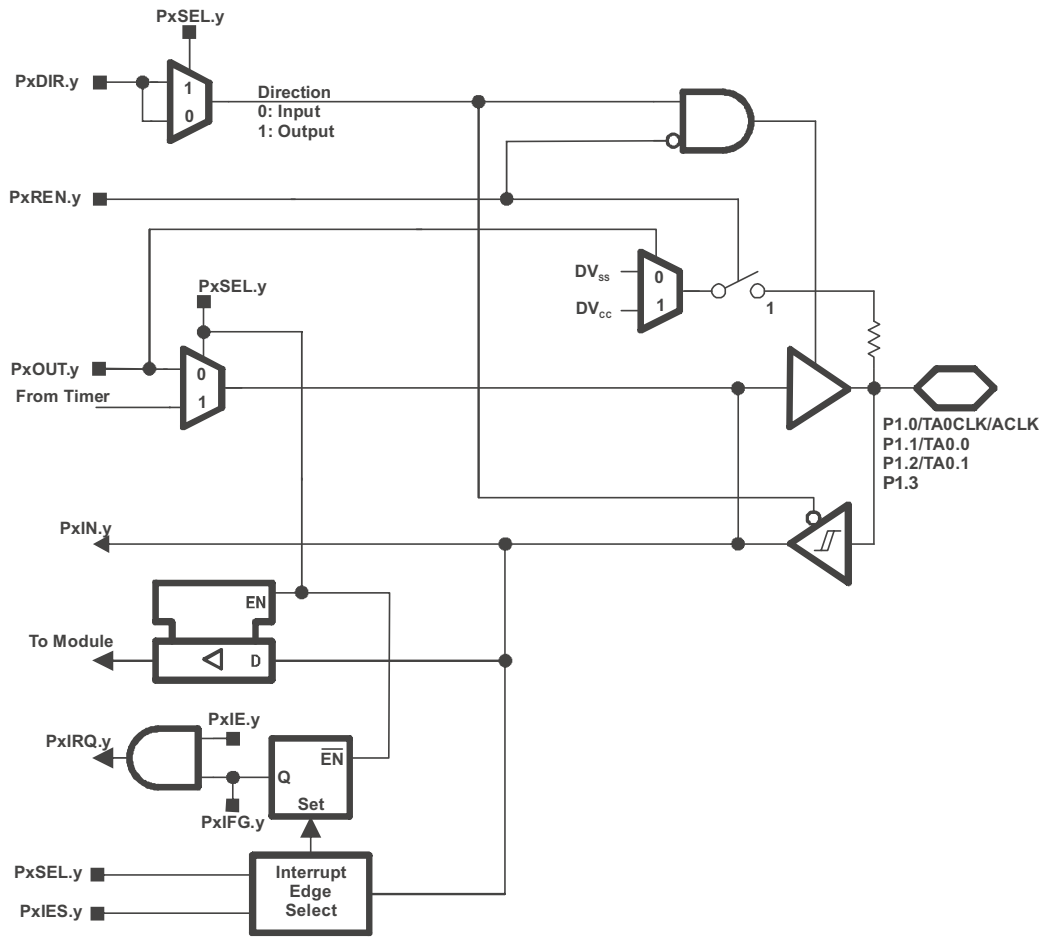 PxSEL.y
PxDIR.y
1
0
Direction
0: Input
1: Output
PxREN.y
DVSS
0
DVCC
1
1
PxSEL.y
PxOUT.y
0
From Timer
1
P1.0/TA0CLK/ACLK
P1.1/TA0.0
P1.2/TA0.1
P1.3
PxIN.y
EN
To Module
D
PxIE.y
PxIRQ.y
EN
Q
Set
PxIFG.y
PxSEL.y
PxIES.y
Interrupt
Edge
Select